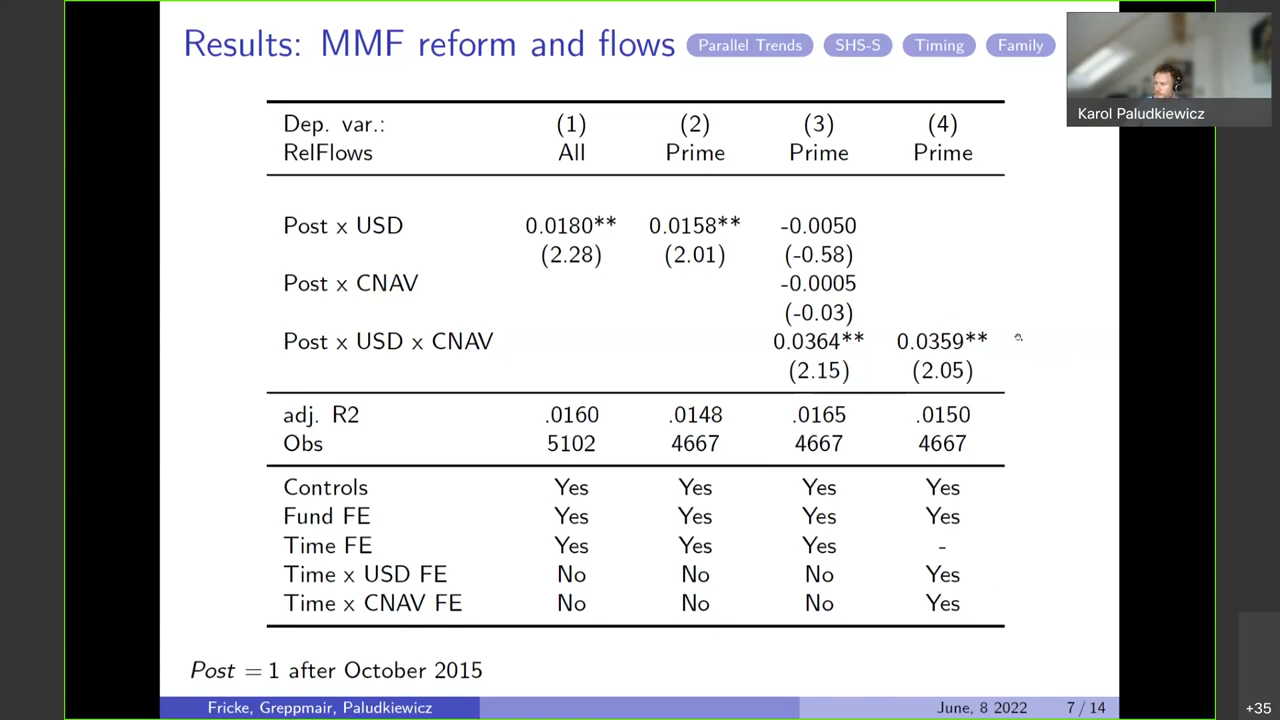 Results: MMF reform and flows Parallel Trends SHS-S Timing Family
Karol Paludkiewicz
Dep. var.: (1) (2) (3) (4)
RelFlows All Prime Prime Prime
Post x USD 0.0180** 0.0158** -0.0050
(2.28) (2.01) (-0.58)
Post x CNAV -0.0005
(-0.03)
Post x USD x CNAV 0.0364** 0.0359**
(2.15) (2.05)
adj. R2 .0160 .0148 .0165 .0150
Obs 5102 4667 4667 4667
Controls Yes Yes Yes Yes
Fund FE Yes Yes Yes Yes
Time FE Yes Yes Yes -
Time x USD FE No No No Yes
Time x CNAV FE No No No Yes
Post = 1 after October 2015
Fricke, Greppmair, Paludkiewicz June, 8 2022 7 / 14
+35